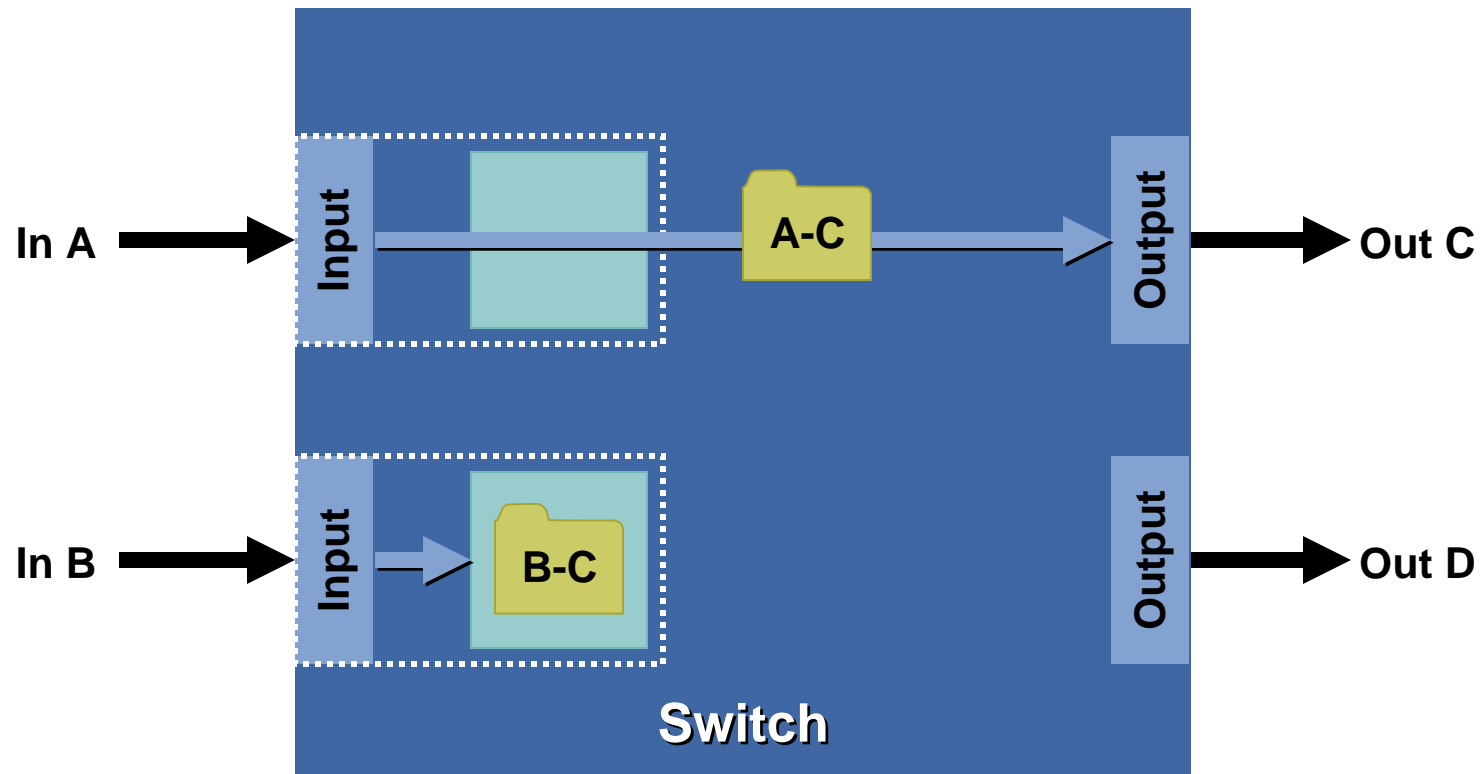 In A
Input
A-C
Output
Out C
In B
Input
B-C
Output
Out D
Switch